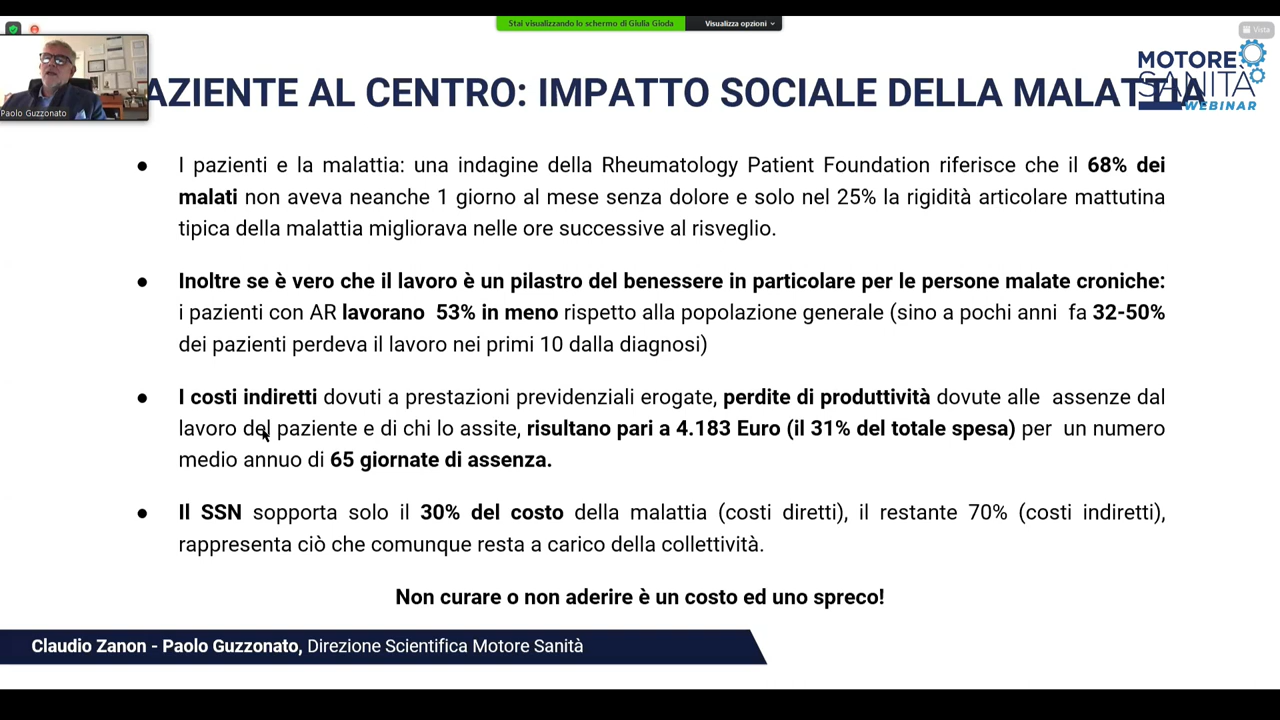 Stai visualizzando lo schermo di Giulia Gioda
Visualizza opzioni
Vista
Paolo Guzzonato
MOTORE
SANITÀ
WEBINAR
AZIENTE AL CENTRO: IMPATTO SOCIALE DELLA MALATTIA
● I pazienti e la malattia: una indagine della Rheumatology Patient Foundation riferisce che il 68% dei
malati non aveva neanche 1 giorno al mese senza dolore e solo nel 25% la rigidità articolare mattutina
tipica della malattia migliorava nelle ore successive al risveglio.
● Inoltre se è vero che il lavoro è un pilastro del benessere in particolare per le persone malate croniche:
i pazienti con AR lavorano 53% in meno rispetto alla popolazione generale (sino a pochi anni fa 32-50%
dei pazienti perdeva il lavoro nei primi 10 dalla diagnosi)
● I costi indiretti dovuti a prestazioni previdenziali erogate, perdite di produttività dovute alle assenze dal
lavoro del paziente e di chi lo assite, risultano pari a 4.183 Euro (il 31% del totale spesa) per un numero
medio annuo di 65 giornate di assenza.
● Il SSN sopporta solo il 30% del costo della malattia (costi diretti), il restante 70% (costi indiretti),
rappresenta ciò che comunque resta a carico della collettività.
Non curare o non aderire è un costo ed uno spreco!
Claudio Zanon - Paolo Guzzonato, Direzione Scientifica Motore Sanità